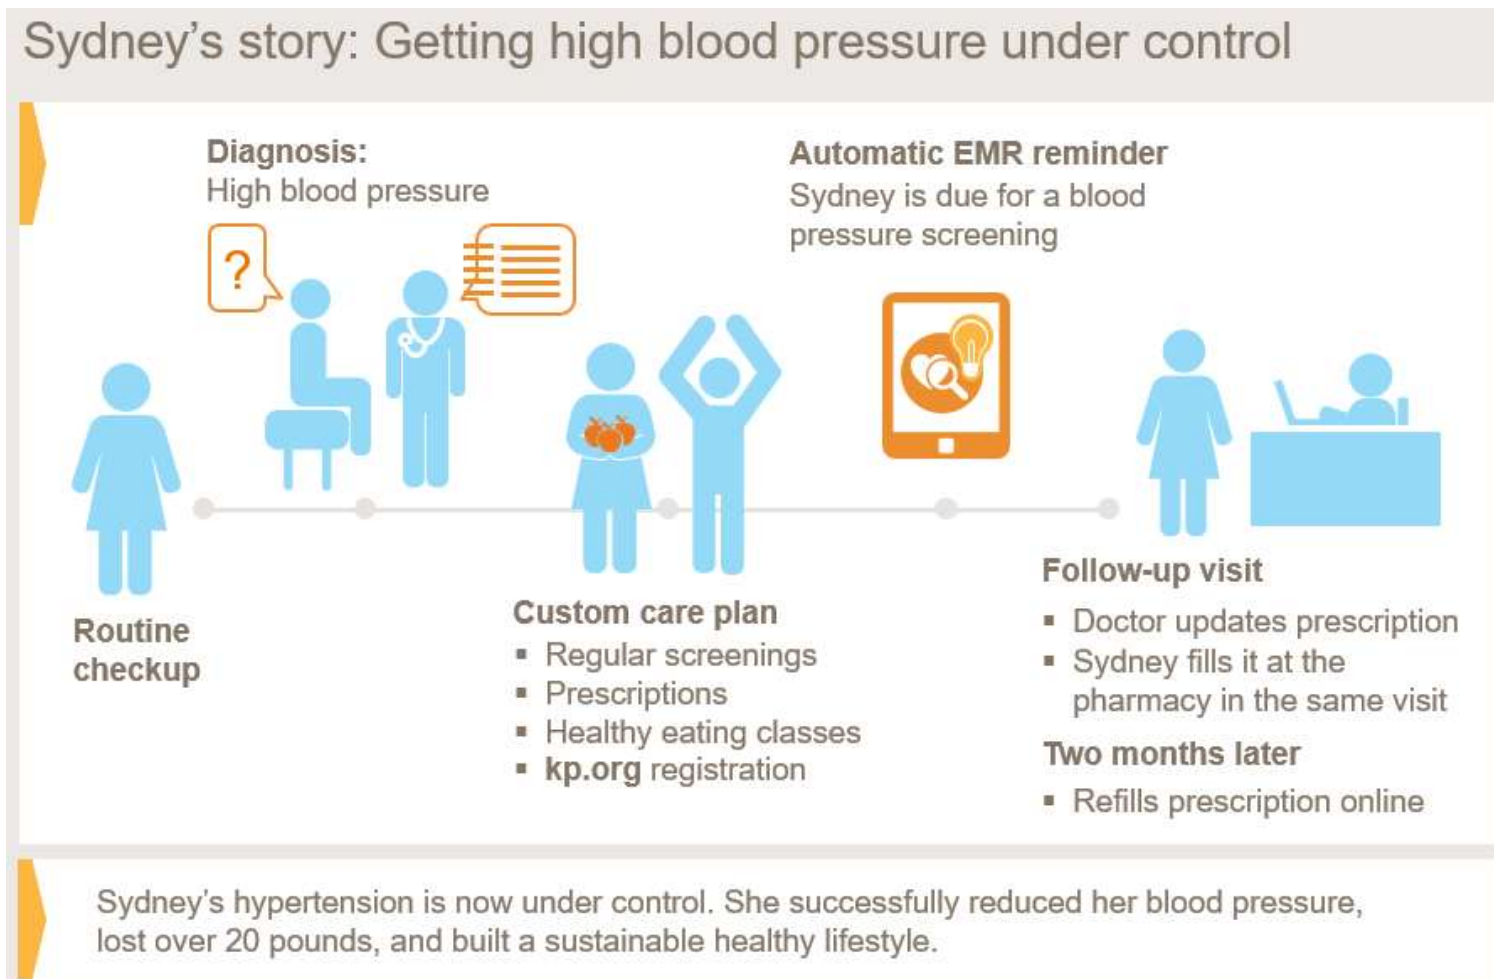 Sydney's story: Getting high blood pressure under control
Diagnosis:
High blood pressure
?
Automatic EMR reminder
Sydney is due for a blood
pressure screening
Routine
checkup
Custom care plan
▪ Regular screenings
▪ Prescriptions
▪ Healthy eating classes
▪ kp.org registration
Follow-up visit
▪ Doctor updates prescription
▪ Sydney fills it at the
pharmacy in the same visit
Two months later
▪ Refills prescription online
Sydney's hypertension is now under control. She successfully reduced her blood pressure,
lost over 20 pounds, and built a sustainable healthy lifestyle.